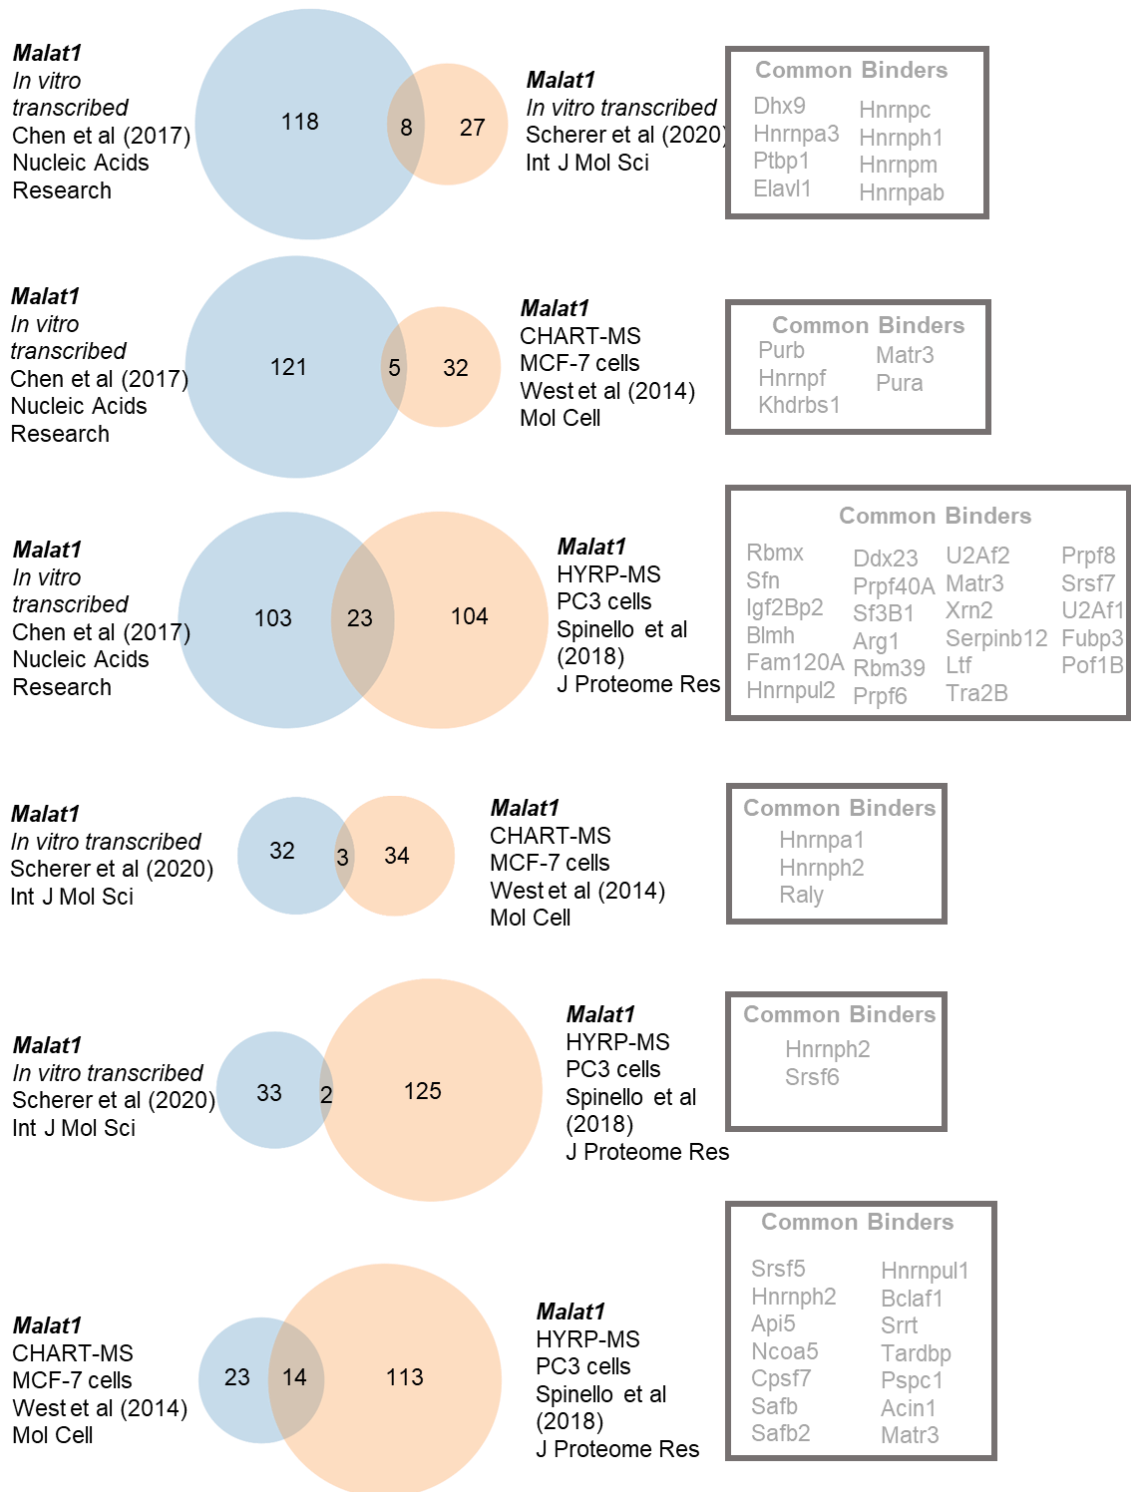 Malat1
In vitro
transcribed
Chen et al (2017)
Nucleic Acids
Research
118
8
27
Malat1
In vitro transcribed
Scherer et al (2020)
Int J Mol Sci
Common Binders
Dhx9
Hnrnpa3
Ptbp1
Elavl1
Hnrnpc
Hnrnph1
Hnrnpm
Hnrnpab
Malat1
In vitro
transcribed
Chen et al (2017)
Nucleic Acids
Research
121
5
32
Malat1
CHART-MS
MCF-7 cells
West et al (2014)
Mol Cell
Common Binders
Purb
Hnrnpf
Khdrbs1
Matr3
Pura
Malat1
In vitro
transcribed
Chen et al (2017)
Nucleic Acids
Research
103
23
104
Malat1
HYRP-MS
PC3 cells
Spinello et al
(2018)
J Proteome Res
Common Binders
Rbmx
Sfn
Igf2Bp2
Blmh
Fam120A
Hnrnpul2
Ddx23
Prpf40A
Sf3B1
Arg1
Rbm39
Prpf6
U2Af2
Matr3
Xrn2
Serpinb12
Ltf
Tra2B
Prpf8
Srsf7
U2Af1
Fubp3
Pof1B
Malat1
In vitro transcribed
Scherer et al (2020)
Int J Mol Sci
32
3
34
Malat1
CHART-MS
MCF-7 cells
West et al (2014)
Mol Cell
Common Binders
Hnrnpa1
Hnrnph2
Raly
Malat1
In vitro transcribed
Scherer et al (2020)
Int J Mol Sci
33
2
125
Malat1
HYRP-MS
PC3 cells
Spinello et al
(2018)
J Proteome Res
Common Binders
Hnrnph2
Srsf6
Malat1
CHART-MS
MCF-7 cells
West et al (2014)
Mol Cell
23
14
113
Malat1
HYRP-MS
PC3 cells
Spinello et al
(2018)
J Proteome Res
Common Binders
Srsf5
Hnrnph2
Api5
Ncoa5
Cpsf7
Safb
Safb2
Hnrnpul1
Bclaf1
Srrt
Tardbp
Pspc1
Acin1
Matr3